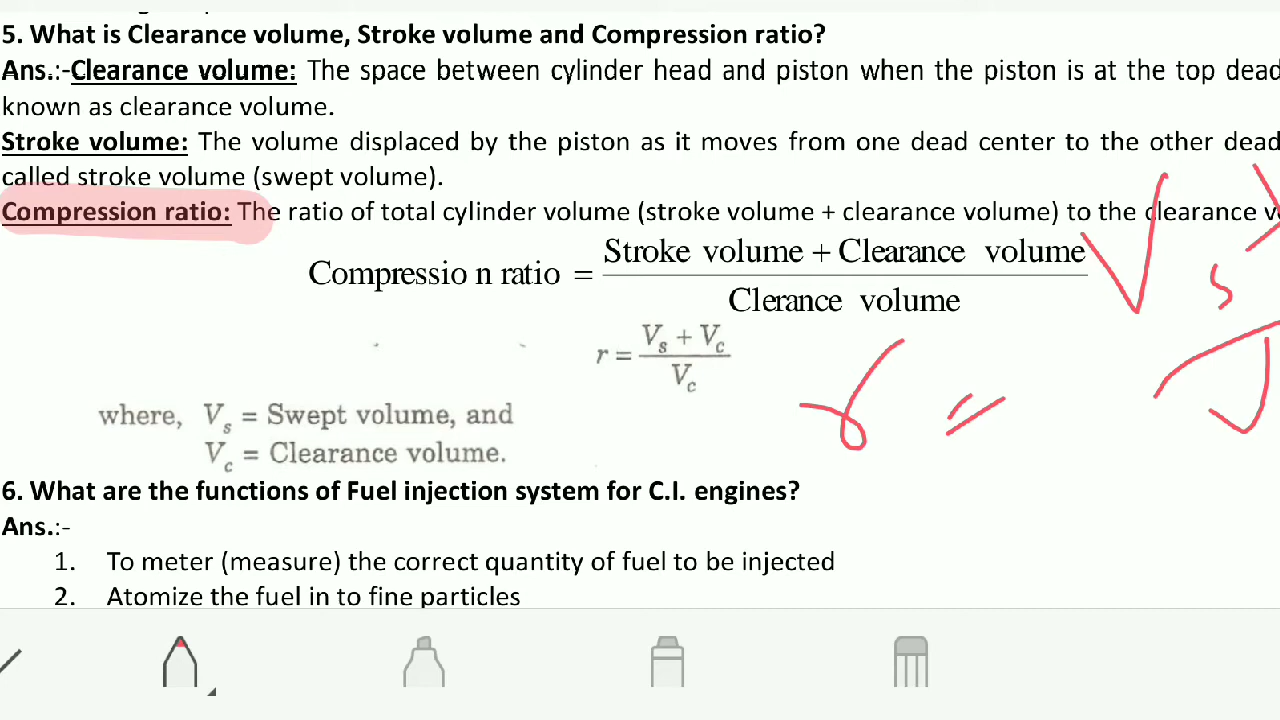 5. What is Clearance volume, Stroke volume and Compression ratio?
Ans.:-Clearance volume: The space between cylinder head and piston when the piston is at the top dead
known as clearance volume.
Stroke volume: The volume displaced by the piston as it moves from one dead center to the other dead
called stroke volume (swept volume).
Compression ratio: The ratio of total cylinder volume (stroke volume + clearance volume) to the clearance
Stroke volume + Clearance volume
Compressio n ratio =
Clerance volume
r = Vs + Vc
Vc
where, Vs = Swept volume, and
Vc = Clearance volume.
r =
Vs
6. What are the functions of Fuel injection system for C.I. engines?
Ans.:-
1. To meter (measure) the correct quantity of fuel to be injected
2. Atomize the fuel in to fine particles